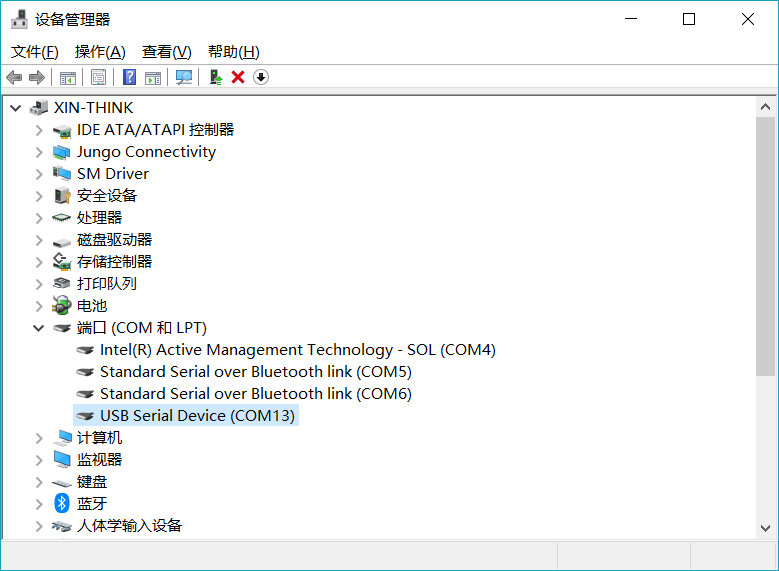 设备管理器
文件(F) 操作(A) 查看(V) 帮助(H)
XIN-THINK
IDE ATA/ATAPI 控制器
Jungo Connectivity
SM Driver
安全设备
处理器
磁盘驱动器
存储控制器
打印队列
电池
端口 (COM 和 LPT)
Intel(R) Active Management Technology - SOL (COM4)
Standard Serial over Bluetooth link (COM5)
Standard Serial over Bluetooth link (COM6)
USB Serial Device (COM13)
计算机
监视器
键盘
蓝牙
人体学输入设备